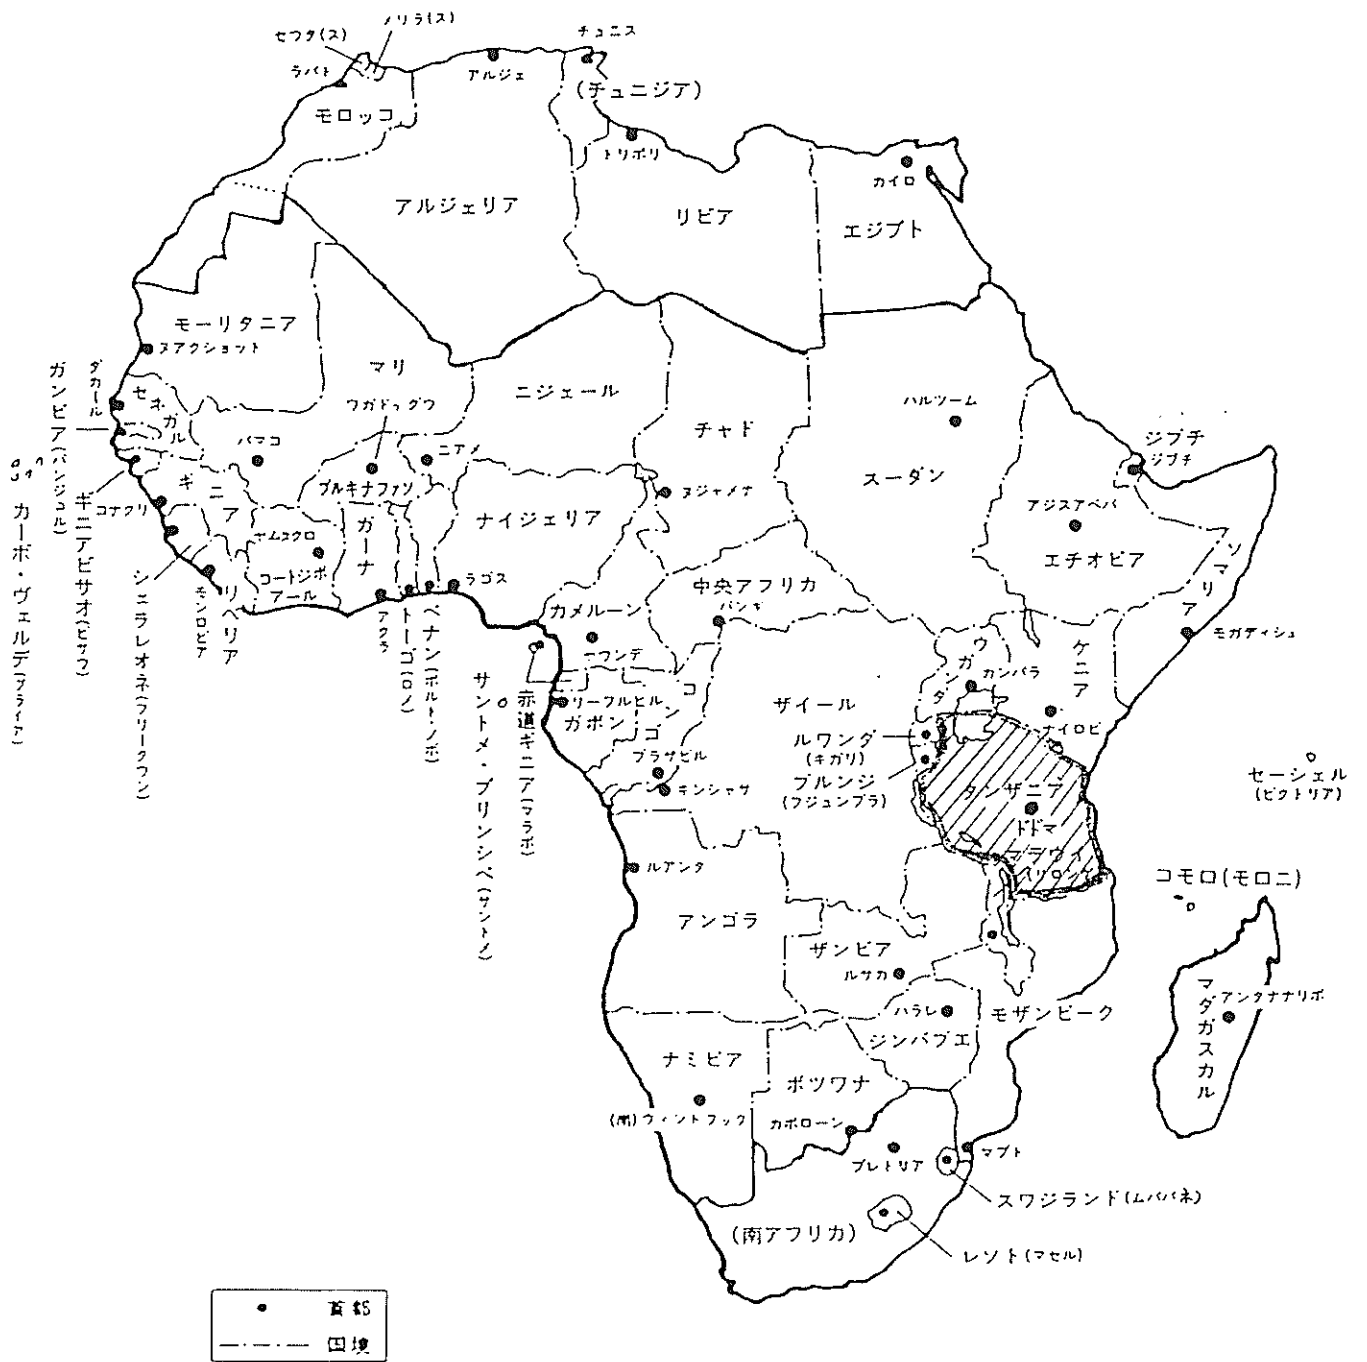 セウタ(ス)
メリラ(ス)
チュニス
ラバト
アルジェ
(チュニジア)
モロッコ
トリポリ
カイロ
アルジェリア
リビア
エジプト
モーリタニア
ヌアクショット
マリ
ニジェール
チャド
ハルツーム
スーダン
ダカール
セネガル
ガンビア(バンジュル)
ワガドゥグウ
バマコ
ニアメ
ブルキナファソ
ヌジャメナ
ジブチ
ジブチ
アジスアベバ
エチオピア
ソマリア
モガディシュ
カーボ・ヴェルデ(プライア)
ギニアビサオ(ビサウ)
ギニア
コナクリ
シエラレオネ(フリータウン)
モンロビア
リベリア
ヤムスクロ
コートジボ
アール
ガーナ
アクラ
トーゴ(ロメ)
ベナン(ポルト・ノボ)
ナイジェリア
ラゴス
中央アフリカ
バンギ
カメルーン
ヤウンデ
サントメ・プリンシペ(サントメ)
赤道ギニア(マラボ)
リーブルビル
ガボン
コンゴ
ブラザビル
キンシャサ
ザイール
ウガンダ
カンパラ
ケニア
ナイロビ
ルワンダ
(キガリ)
ブルンジ
(ブジュンブラ)
タンザニア
ドドマ
マラウィ
(リロングエ)
セーシェル
(ビクトリア)
コモロ(モロニ)
ルアンダ
アンゴラ
ザンビア
ルサカ
ハラレ
ジンバブエ
モザンビーク
マダガスカル
アンタナナリボ
ナミビア
(南)ウィントフック
ボツワナ
ガボローン
プレトリア
マプト
スワジランド(ムババネ)
(南アフリカ)
レソト(マセル)
首都
国境